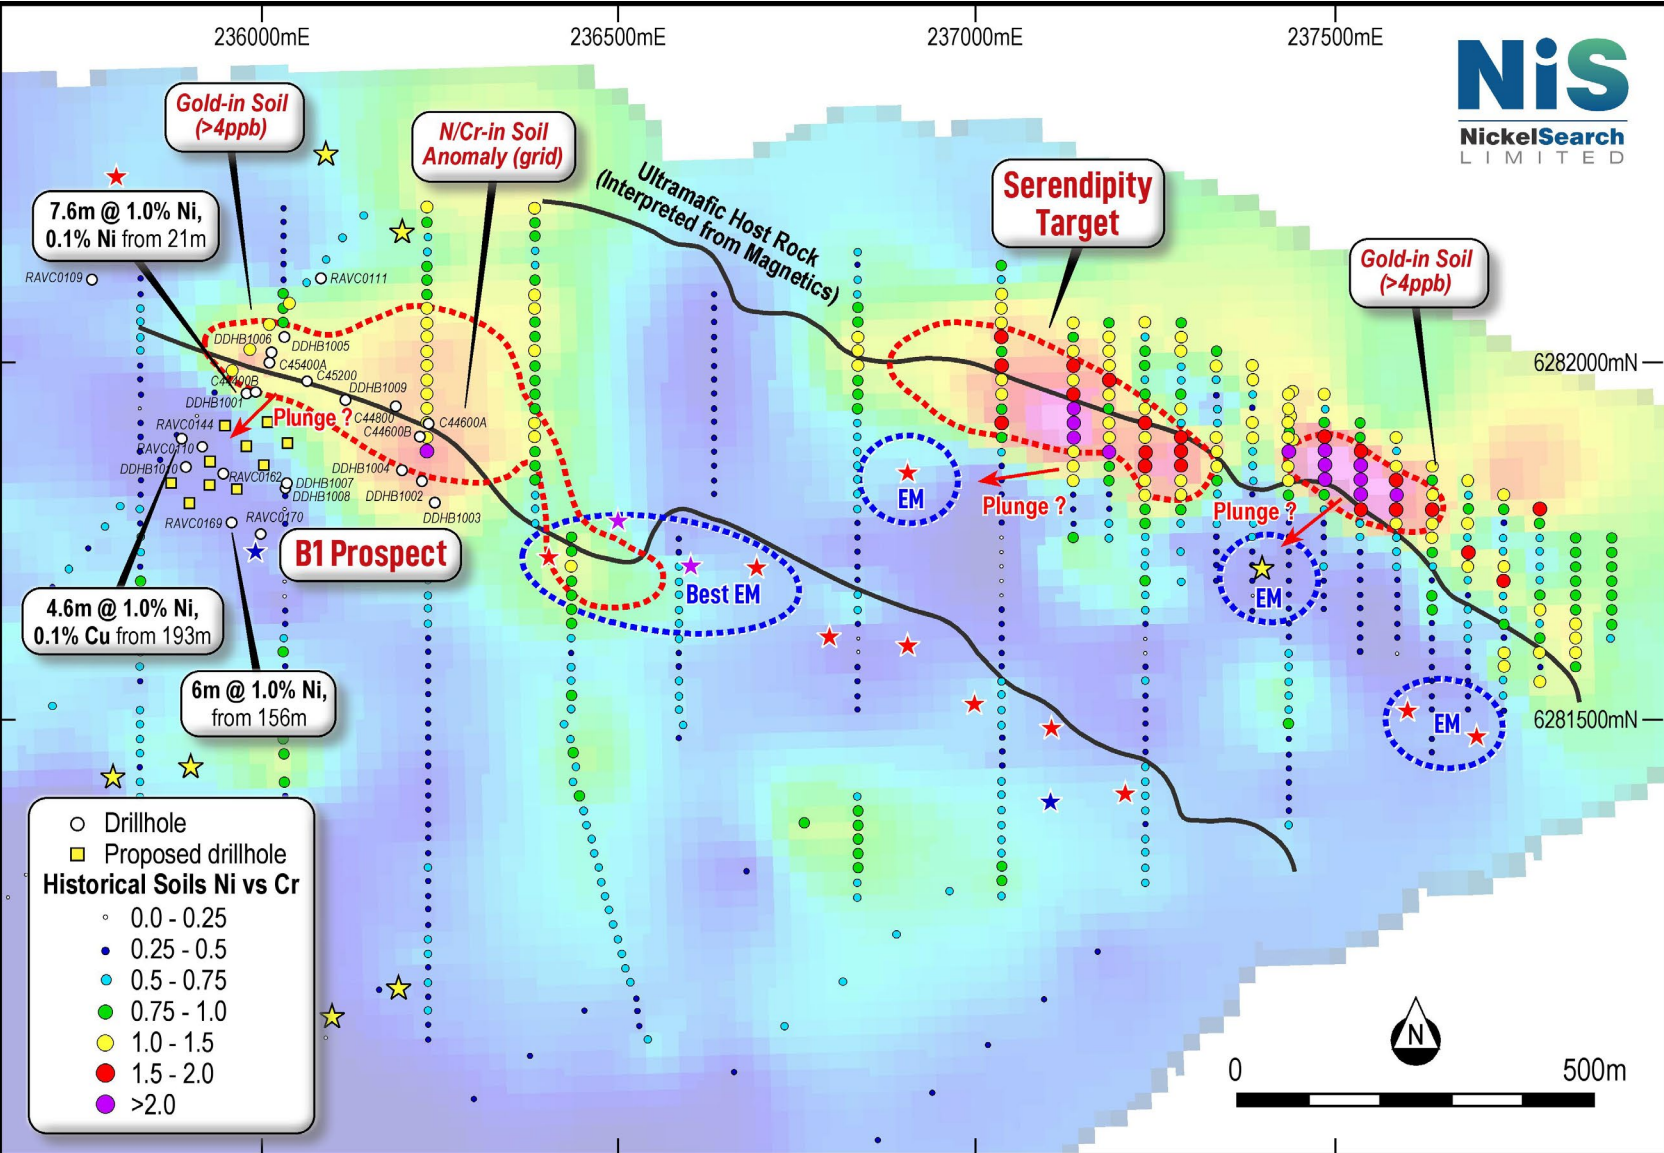 236000mE
236500mE
237000mE
237500mE
NiS
NickelSearch
LIMITED
Gold-in Soil
(>4ppb)
N/Cr-in Soil
Anomaly (grid)
Ultramafic Host Rock
(Interpreted from Magnetics)
Serendipity
Target
Gold-in Soil
(>4ppb)
7.6m @ 1.0% Ni,
0.1% Ni from 21m
RAVC0109
RAVC0111
DDHB1006
DDHB1005
C45400A
C45200
C44400B
DDHB1009
DDHB1001
C44800
C44600A
C44600B
Plunge ?
RAVC0144
RAVC0110
DDHB1010
RAVC0162
DDHB1004
DDHB1007
DDHB1008
DDHB1002
DDHB1003
RAVC0169
RAVC0170
6282000mN
EM
Plunge ?
Plunge ?
B1 Prospect
Best EM
EM
4.6m @ 1.0% Ni,
0.1% Cu from 193m
6m @ 1.0% Ni,
from 156m
EM
6281500mN
Drillhole
Proposed drillhole
Historical Soils Ni vs Cr
0.0 - 0.25
0.25 - 0.5
0.5 - 0.75
0.75 - 1.0
1.0 - 1.5
1.5 - 2.0
>2.0
N
0
500m